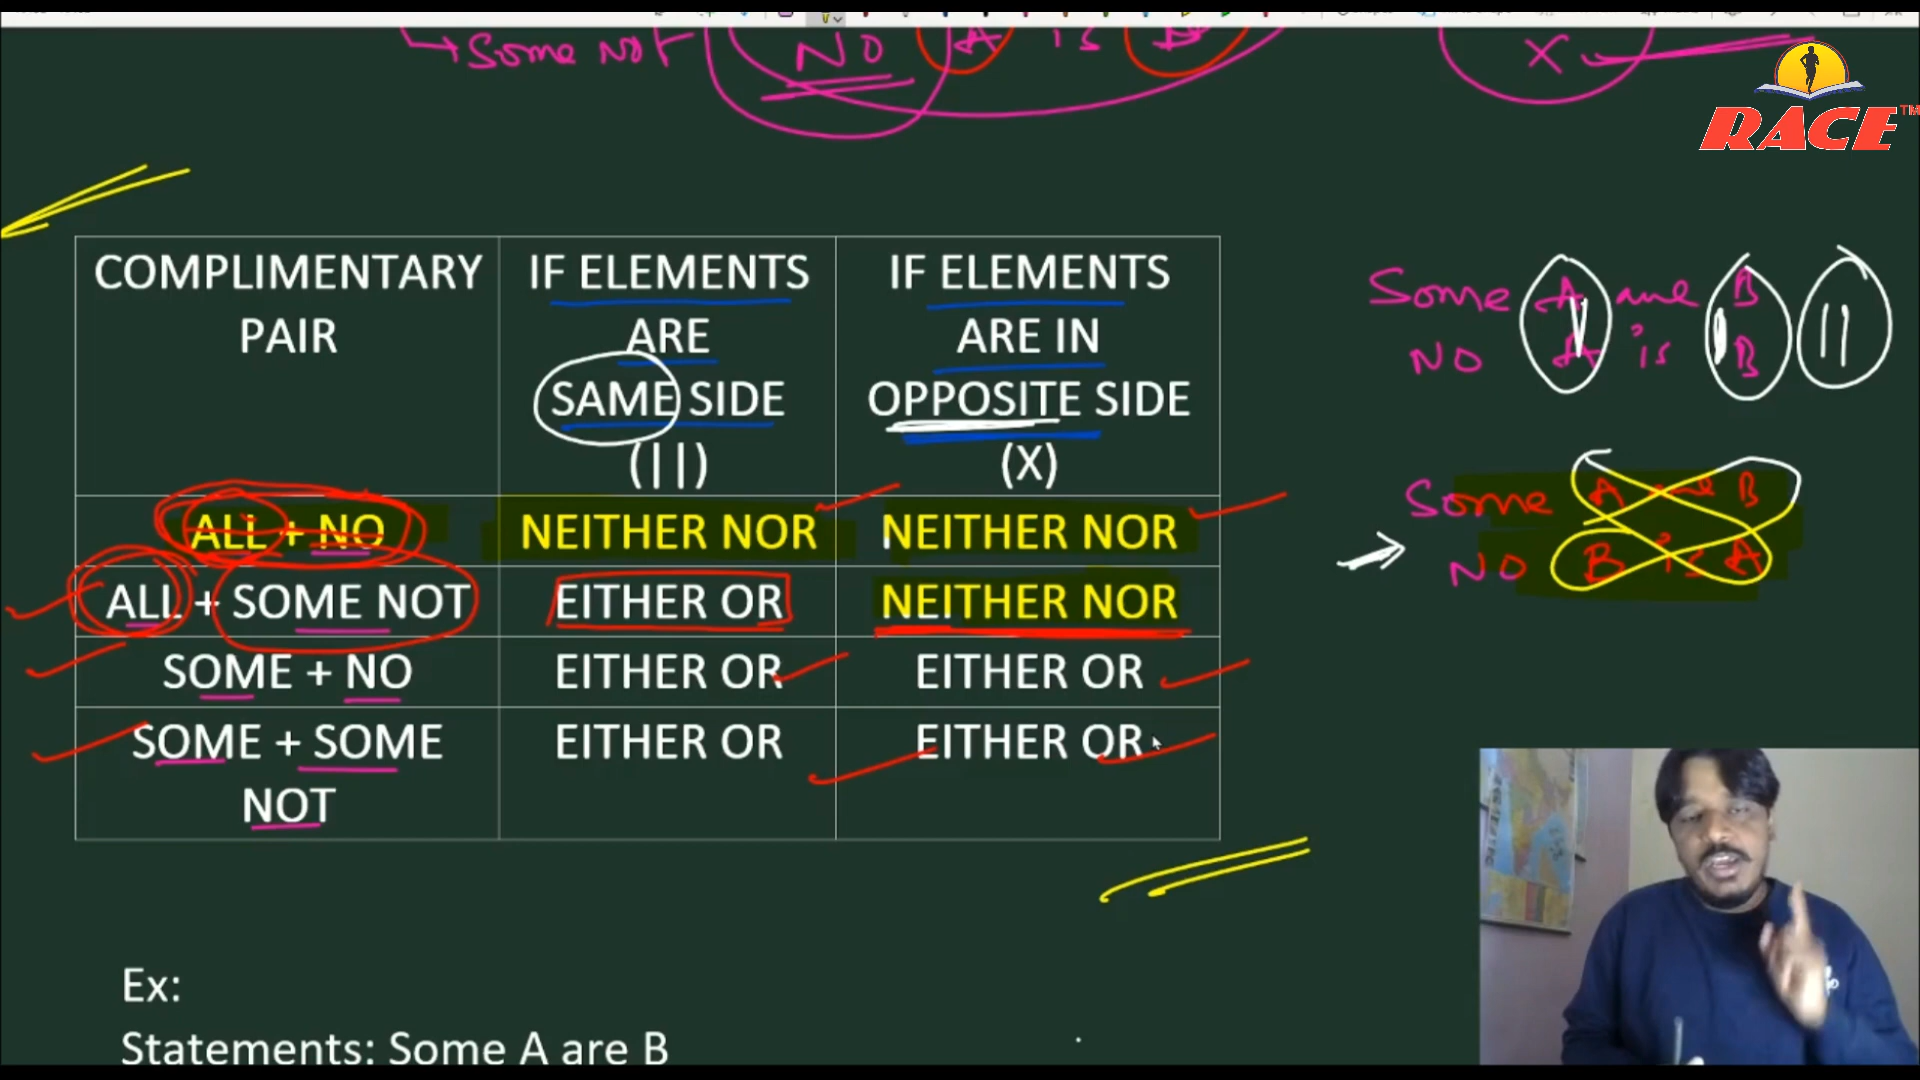 Some Not NO A is B X
RACE™
COMPLIMENTARY PAIR
IF ELEMENTS ARE SAME SIDE (||)
IF ELEMENTS ARE IN OPPOSITE SIDE (X)
ALL + NO NEITHER NOR NEITHER NOR
ALL + SOME NOT EITHER OR NEITHER NOR
SOME + NO EITHER OR EITHER OR
SOME + SOME NOT EITHER OR EITHER OR
Some A are B ||
NO A is B
Some A are B
NO B is A
Ex:
Statements: Some A are B